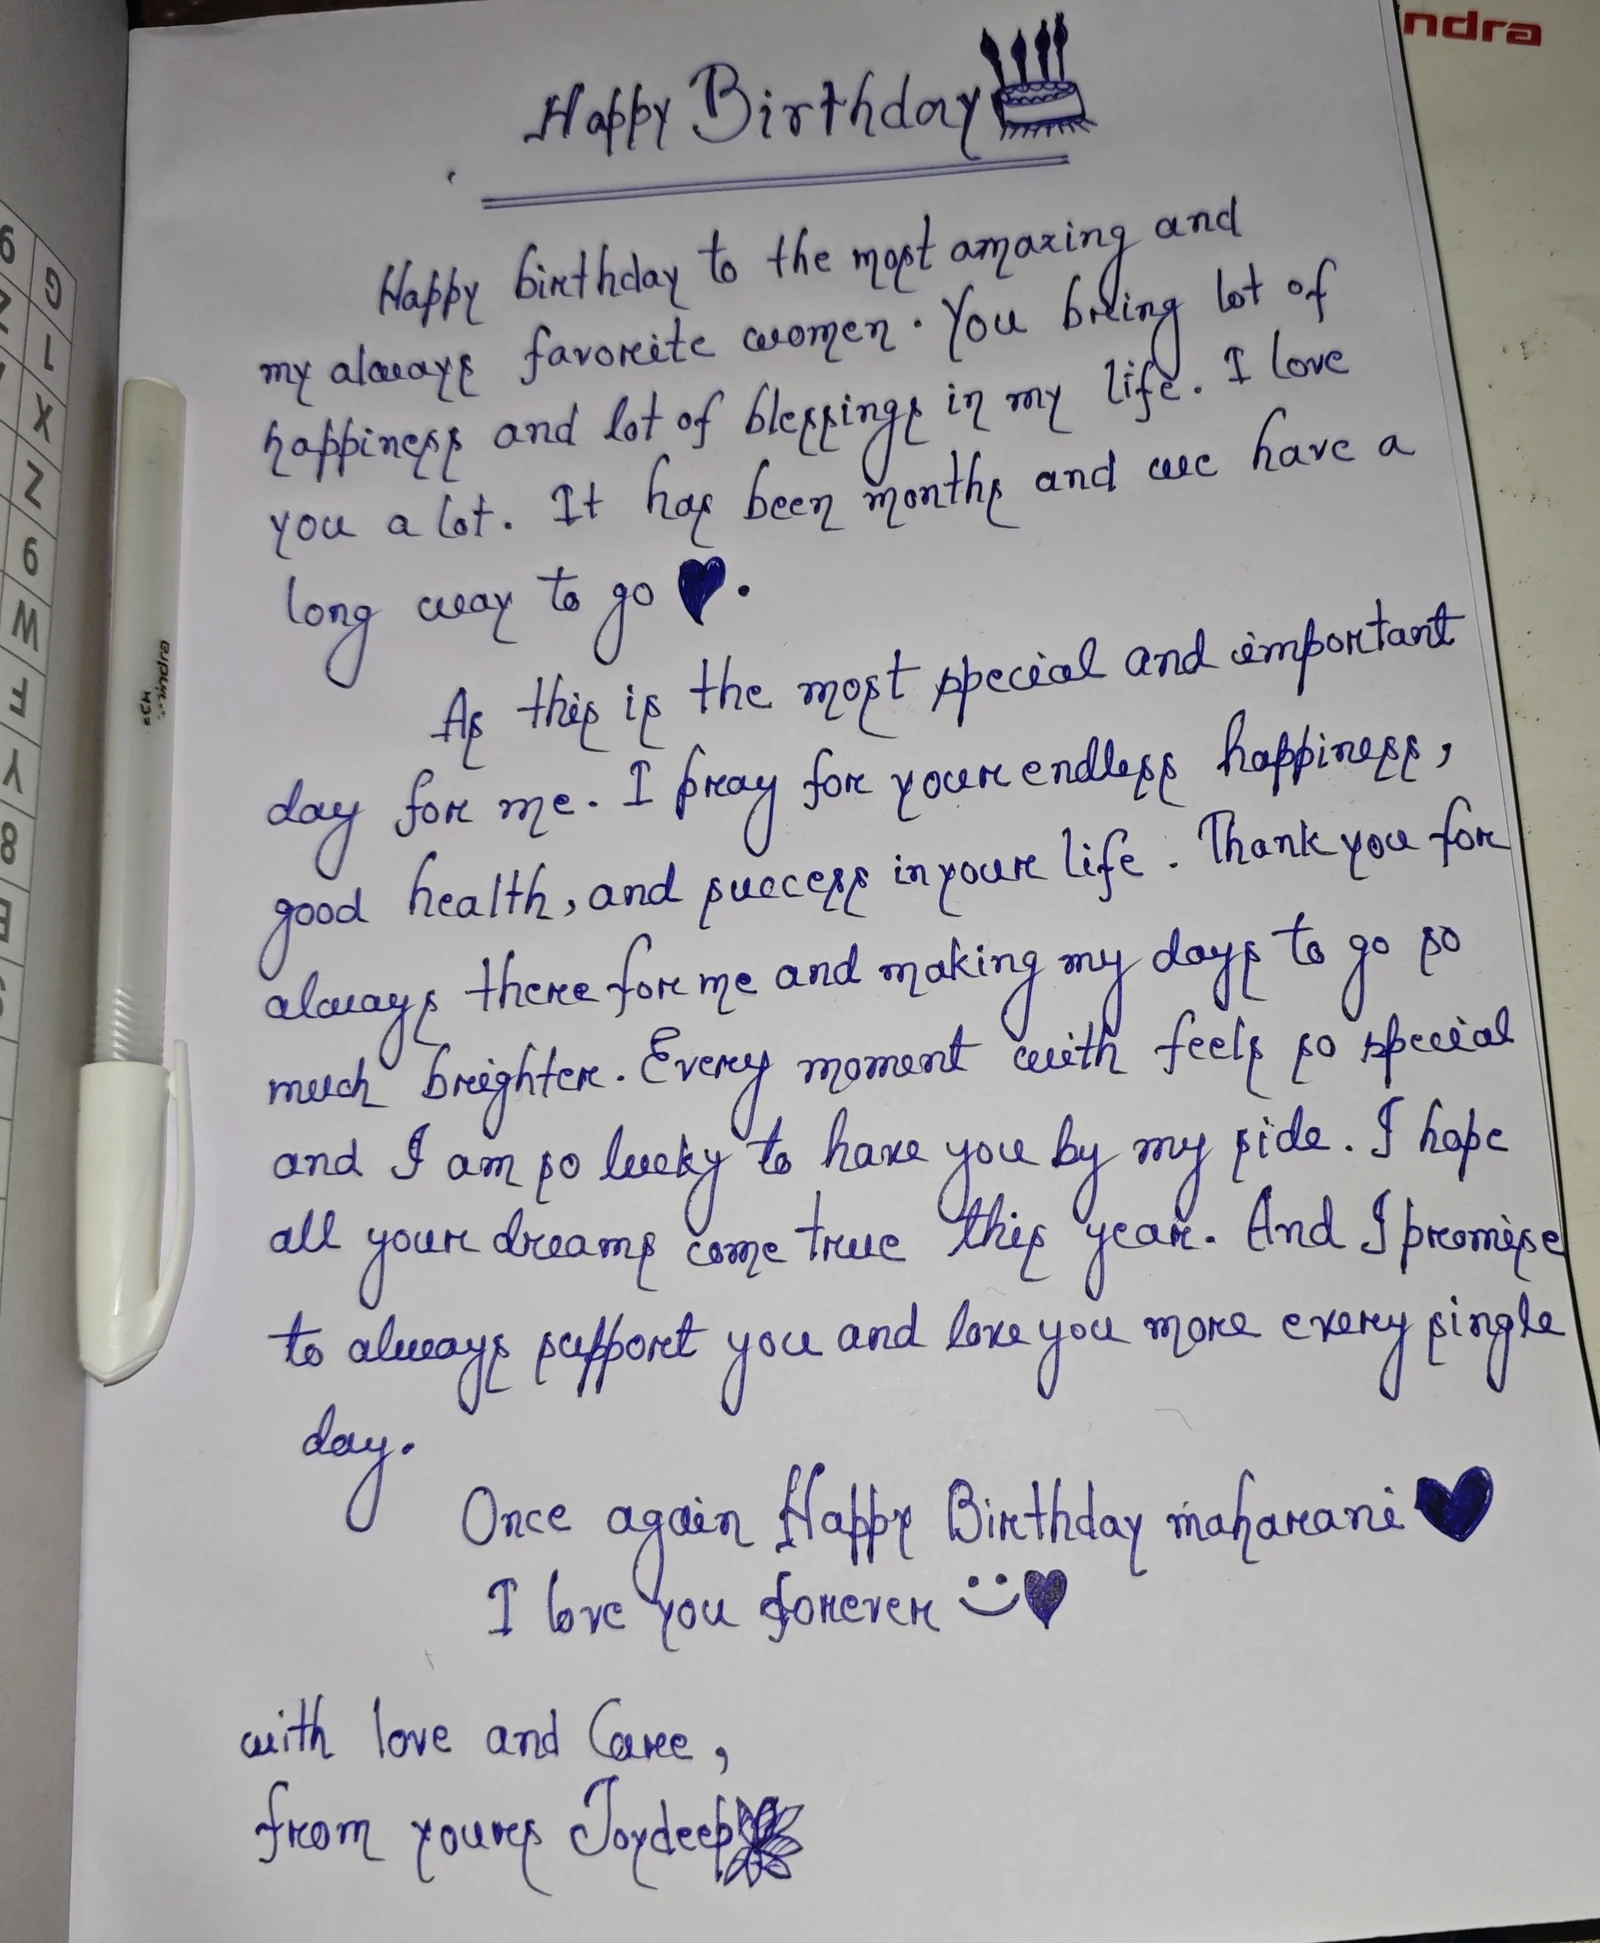 ndra
Happy Birthday
Happy birthday to the most amazing and
my always favorite women. You bring lot of
happiness and lot of blessings in my life. I love
you a lot. It has been months and we have a
long way to go ♥.
As this is the most special and important
day for me. I pray for your endless happiness,
good health, and success in your life. Thank you for
always there for me and making my days to go so
much brighter. Every moment with feels so special
and I am so lucky to have you by my side. I hope
all your dreams come true this year. And I promise
to always support you and love you more every single
day.
Once again Happy Birthday maharani ♥
I love you forever :) ♥
with love and Care,
from yours Joydeep
6 G
L
X
Z
6
W
F
Y
8